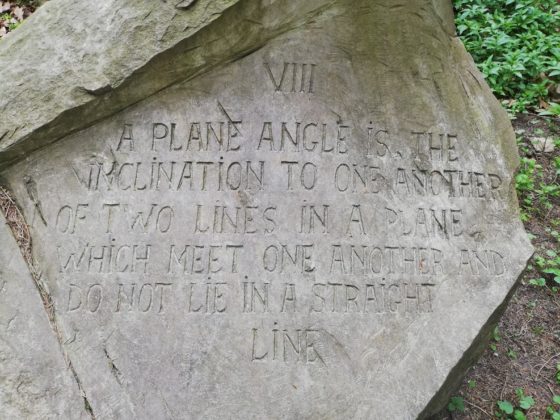 VIII
A PLANE ANGLE IS THE
INCLINATION TO ONE ANOTHER
OF TWO LINES IN A PLANE
WHICH MEET ONE ANOTHER AND
DO NOT LIE IN A STRAIGHT
LINE